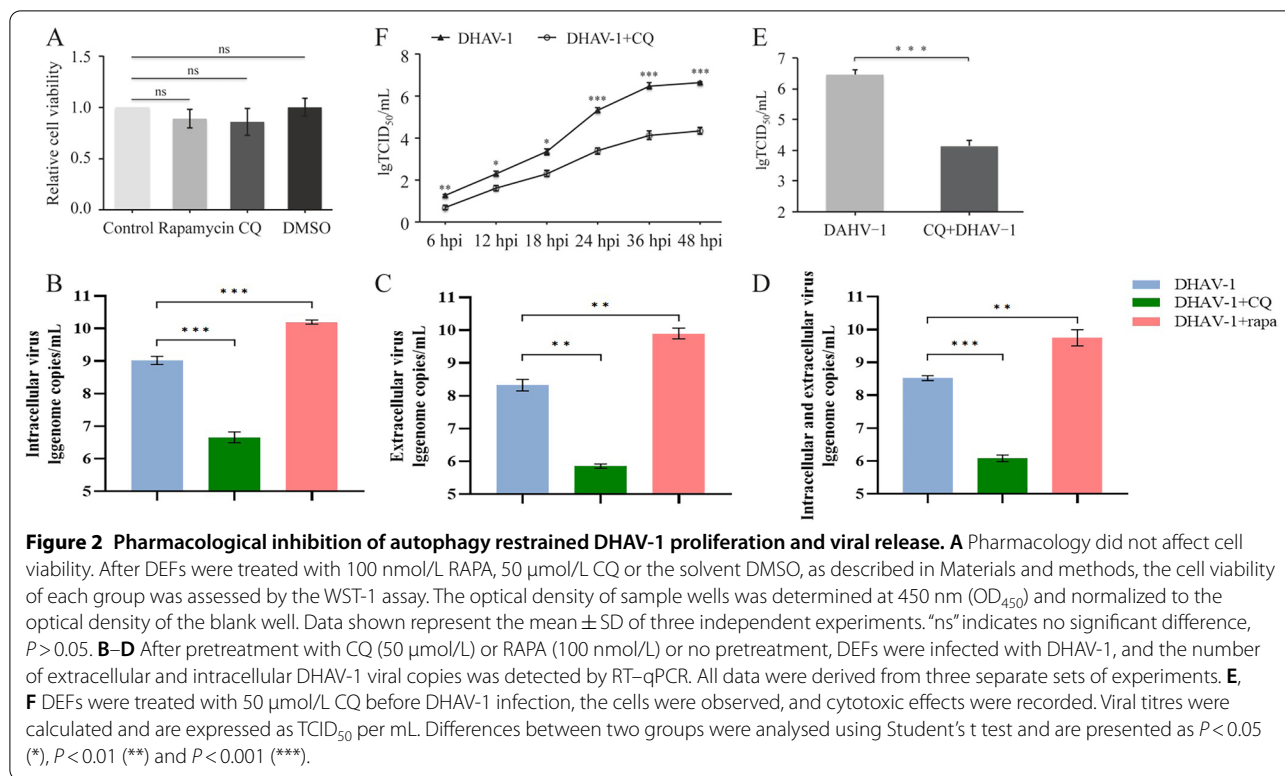 A
ns
ns
ns
1.5
1.0
0.5
0.0
Relative cell viability
Control Rapamycin CQ DMSO
F
DHAV-1 DHAV-1+CQ
8
6
4
2
0
lgTCID50/mL
** * * *** *** ***
6 hpi 12 hpi 18 hpi 24 hpi 36 hpi 48 hpi
E
* * *
7
6
5
4
3
2
lgTCID50/mL
DAHV-1 CQ+DHAV-1
B
11
10
9
8
7
6
5
Intracellular virus
lggenome copies/mL
* * *
* * *
C
11
10
9
8
7
6
5
Extracellular virus
lggenome copies/mL
* *
* *
D
11
10
9
8
7
6
5
Intracellular and extracellular virus
lggenome copies/mL
* *
* * *
DHAV-1
DHAV-1+CQ
DHAV-1+rapa
Figure 2 Pharmacological inhibition of autophagy restrained DHAV-1 proliferation and viral release. A Pharmacology did not affect cell
viability. After DEFs were treated with 100 nmol/L RAPA, 50 μmol/L CQ or the solvent DMSO, as described in Materials and methods, the cell viability
of each group was assessed by the WST-1 assay. The optical density of sample wells was determined at 450 nm (OD450) and normalized to the
optical density of the blank well. Data shown represent the mean ± SD of three independent experiments. “ns” indicates no significant difference,
P > 0.05. B–D After pretreatment with CQ (50 μmol/L) or RAPA (100 nmol/L) or no pretreatment, DEFs were infected with DHAV-1, and the number
of extracellular and intracellular DHAV-1 viral copies was detected by RT–qPCR. All data were derived from three separate sets of experiments. E,
F DEFs were treated with 50 μmol/L CQ before DHAV-1 infection, the cells were observed, and cytotoxic effects were recorded. Viral titres were
calculated and are expressed as TCID50 per mL. Differences between two groups were analysed using Student’s t test and are presented as P < 0.05
(*), P < 0.01 (**) and P < 0.001 (***).